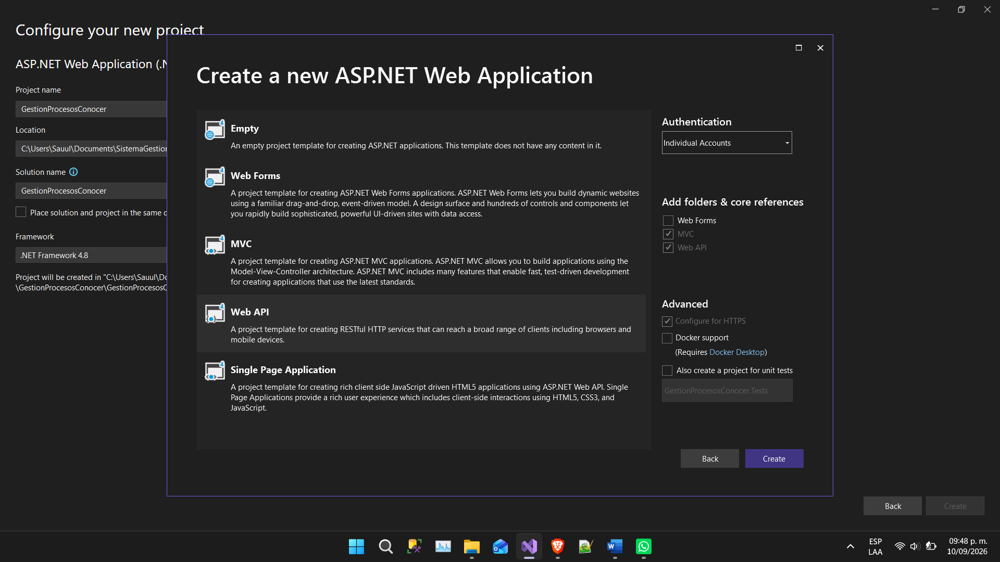 Configure your new project
ASP.NET Web Application (.N
Project name
GestionProcesosConocer
Location
C:\Users\Sauul\Documents\SistemaGestion
Solution name
GestionProcesosConocer
Place solution and project in the same d
Framework
.NET Framework 4.8
Project will be created in "C:\Users\Sauul\Do
\GestionProcesosConocer\GestionProcesosC
Create a new ASP.NET Web Application
Empty
An empty project template for creating ASP.NET applications. This template does not have any content in it.
Web Forms
A project template for creating ASP.NET Web Forms applications. ASP.NET Web Forms lets you build dynamic websites
using a familiar drag-and-drop, event-driven model. A design surface and hundreds of controls and components let
you rapidly build sophisticated, powerful UI-driven sites with data access.
MVC
A project template for creating ASP.NET MVC applications. ASP.NET MVC allows you to build applications using the
Model-View-Controller architecture. ASP.NET MVC includes many features that enable fast, test-driven development
for creating applications that use the latest standards.
Web API
A project template for creating RESTful HTTP services that can reach a broad range of clients including browsers and
mobile devices.
Single Page Application
A project template for creating rich client side JavaScript driven HTML5 applications using ASP.NET Web API. Single
Page Applications provide a rich user experience which includes client-side interactions using HTML5, CSS3, and
JavaScript.
Authentication
Individual Accounts
Add folders & core references
Web Forms
MVC
Web API
Advanced
Configure for HTTPS
Docker support
(Requires Docker Desktop)
Also create a project for unit tests
GestionProcesosConocer.Tests
Back
Create
Back
Create
ESP
LAA
09:48 p. m.
10/09/2026